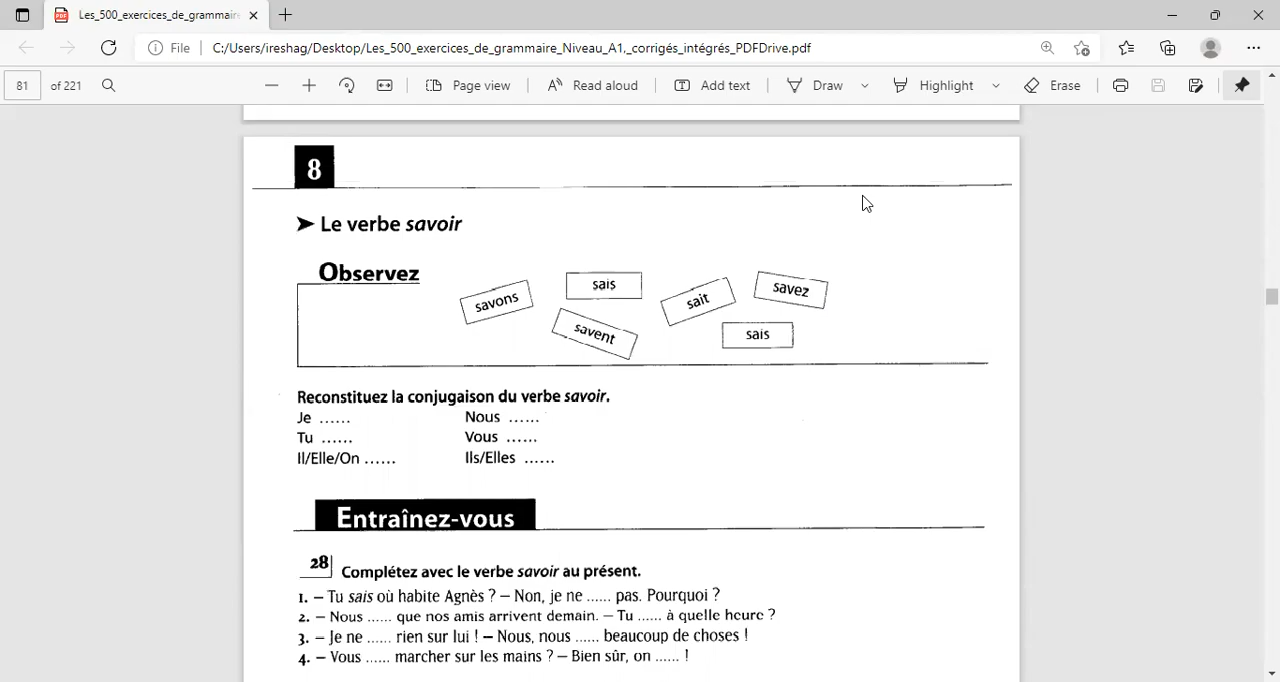 Les_500_exercices_de_grammaire
File C:/Users/ireshag/Desktop/Les_500_exercices_de_grammaire_Niveau_A1,_corrigés_intégrés_PDFDrive.pdf
81 of 221 Page view Read aloud Add text Draw Highlight Erase
8
➤ Le verbe savoir
Observez
savons sais sait savez
savent sais
Reconstituez la conjugaison du verbe savoir.
Je ...... Nous ......
Tu ...... Vous ......
Il/Elle/On ...... Ils/Elles ......
Entraînez-vous
28 Complétez avec le verbe savoir au présent.
1. – Tu sais où habite Agnès ? – Non, je ne ...... pas. Pourquoi ?
2. – Nous ...... que nos amis arrivent demain. – Tu ...... à quelle heure ?
3. – Je ne ...... rien sur lui ! – Nous, nous ...... beaucoup de choses !
4. – Vous ...... marcher sur les mains ? – Bien sûr, on ...... !